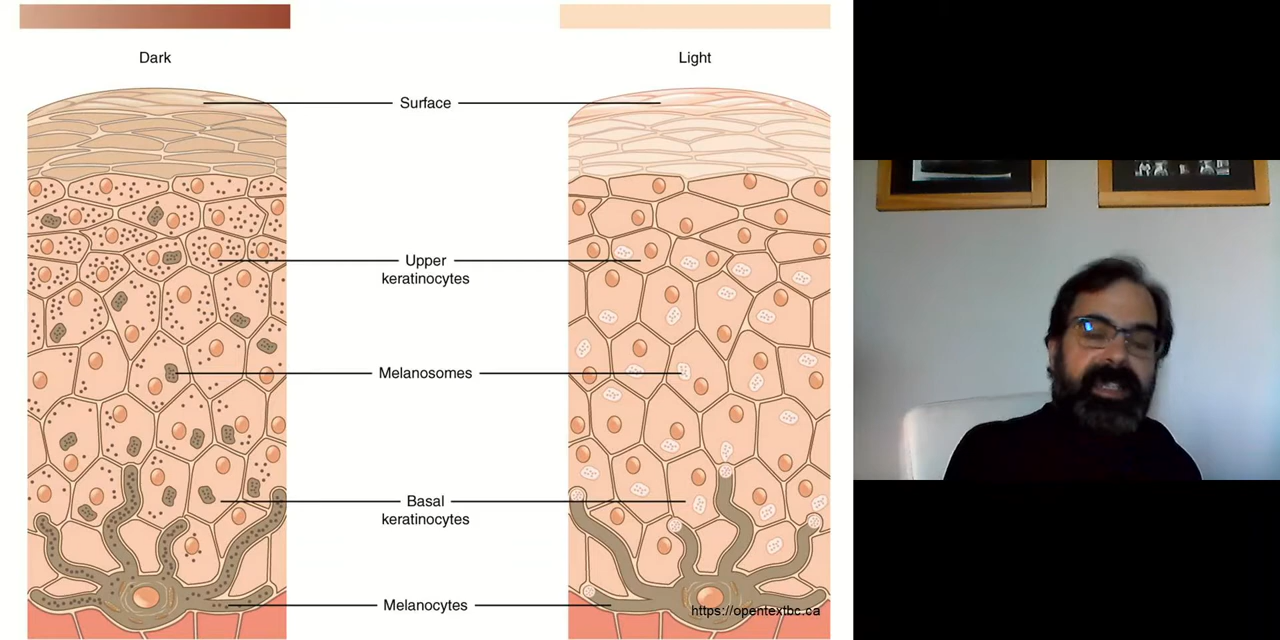 Dark
Light
Surface
Upper
keratinocytes
Melanosomes
Basal
keratinocytes
Melanocytes
https://opentextbc.ca